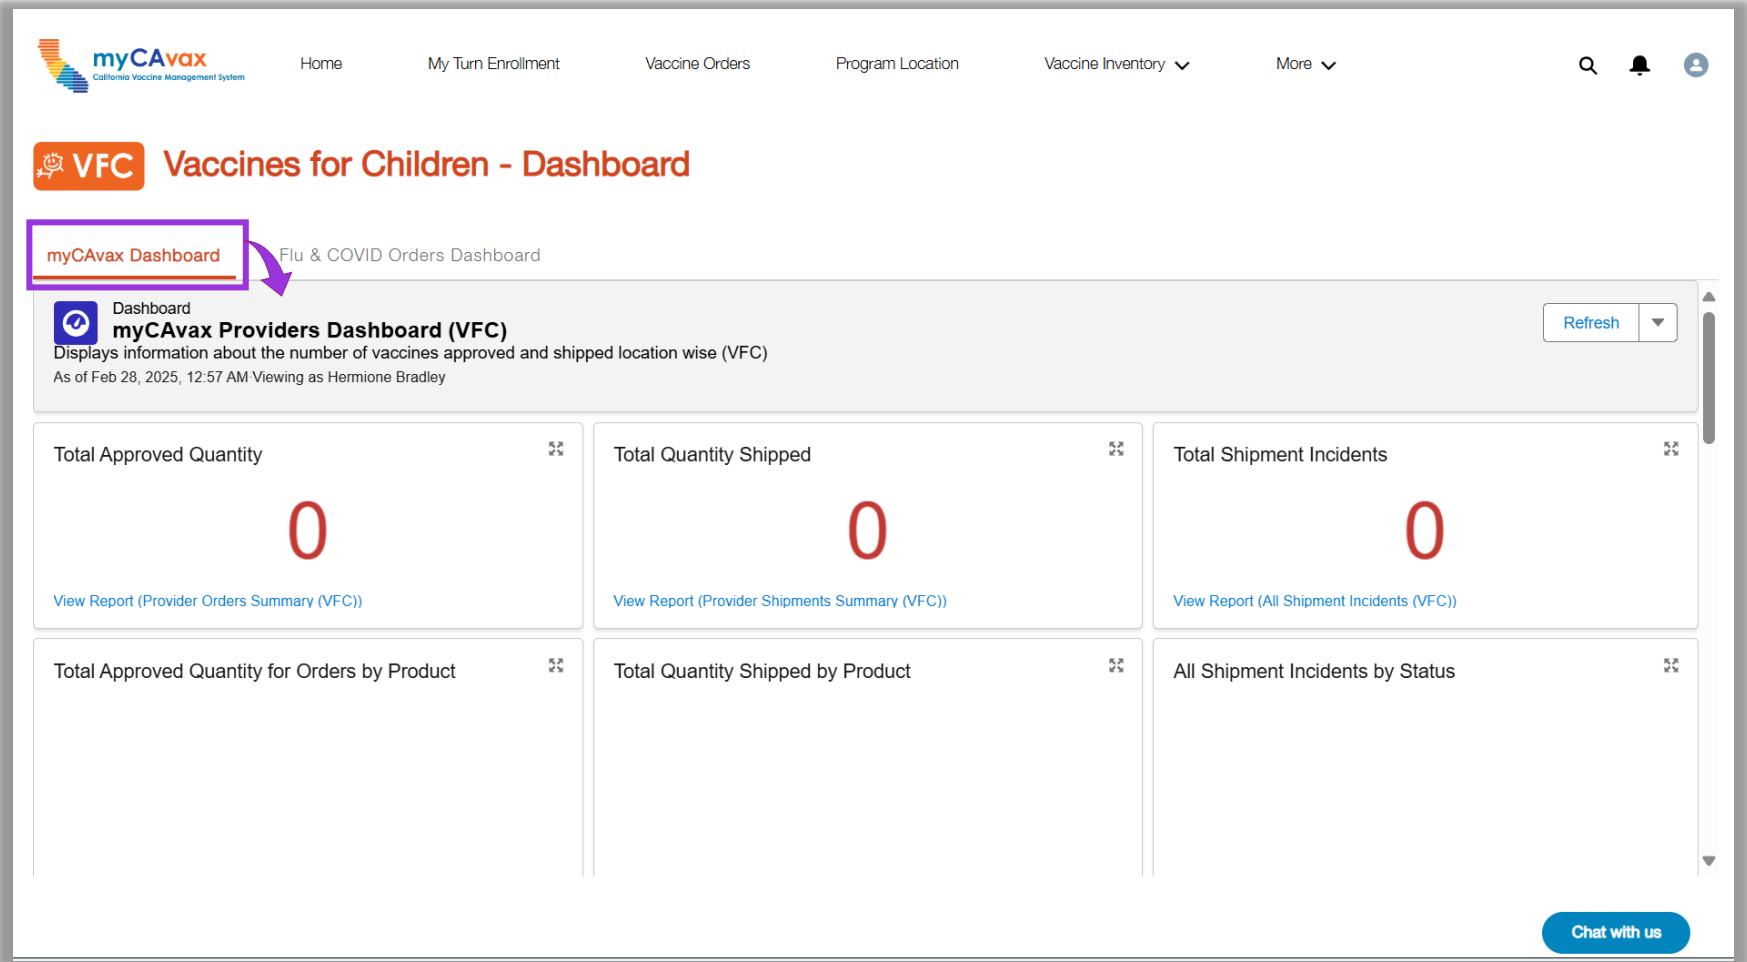 myCAvax
California Vaccine Management System
Home
My Turn Enrollment
Vaccine Orders
Program Location
Vaccine Inventory
More
VFC
Vaccines for Children - Dashboard
myCAvax Dashboard
Flu & COVID Orders Dashboard
Dashboard
myCAvax Providers Dashboard (VFC)
Displays information about the number of vaccines approved and shipped location wise (VFC)
As of Feb 28, 2025, 12:57 AM·Viewing as Hermione Bradley
Refresh
Total Approved Quantity
0
View Report (Provider Orders Summary (VFC))
Total Quantity Shipped
0
View Report (Provider Shipments Summary (VFC))
Total Shipment Incidents
0
View Report (All Shipment Incidents (VFC))
Total Approved Quantity for Orders by Product
Total Quantity Shipped by Product
All Shipment Incidents by Status
Chat with us